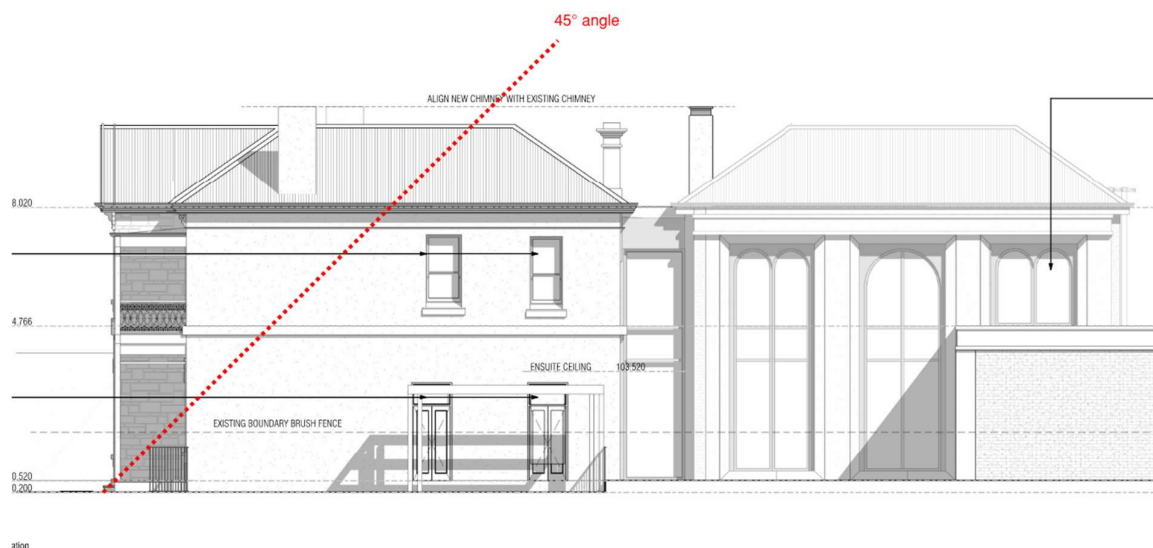 45° angle
ALIGN NEW CHIMNEY WITH EXISTING CHIMNEY
8.020
4.766
ENSUITE CEILING 103.520
EXISTING BOUNDARY BRUSH FENCE
0.520
0.200
ation